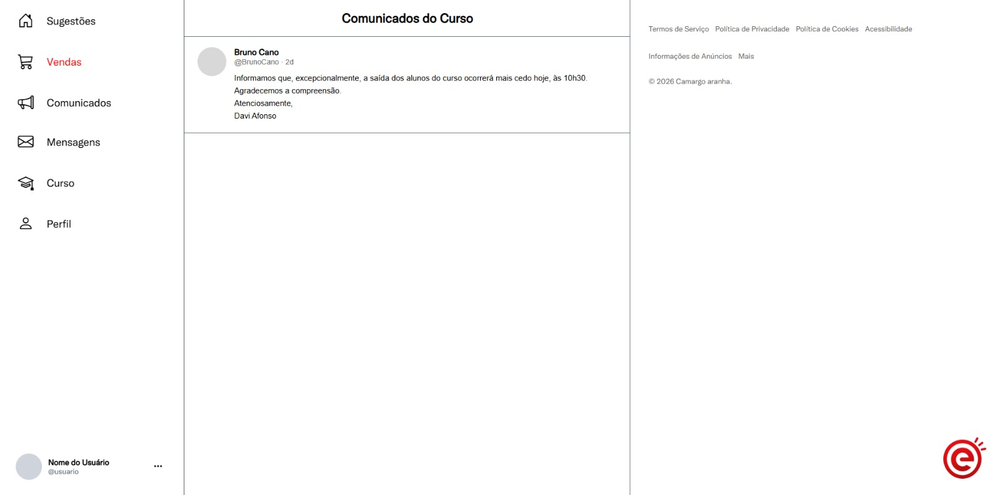 Sugestões
Vendas
Comunicados
Mensagens
Curso
Perfil
Nome do Usuário
@usuario
...
Comunicados do Curso
Bruno Cano
@BrunoCano · 2d
Informamos que, excepcionalmente, a saída dos alunos do curso ocorrerá mais cedo hoje, às 10h30.
Agradecemos a compreensão.
Atenciosamente,
Davi Afonso
Termos de Serviço Política de Privacidade Política de Cookies Acessibilidade
Informações de Anúncios Mais
© 2026 Camargo aranha.
e